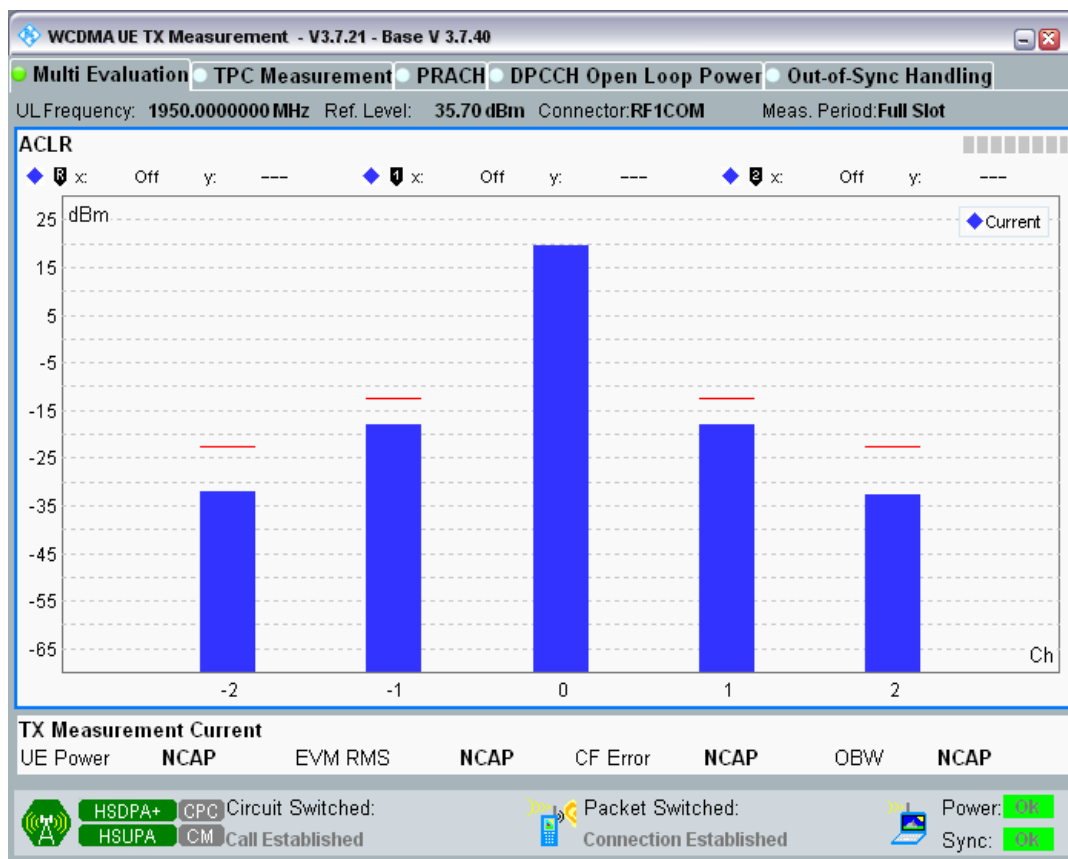 WCDMA UE TX Measurement - V3.7.21 - Base V 3.7.40
Multi Evaluation TPC Measurement PRACH DPCCH Open Loop Power Out-of-Sync Handling
UL Frequency: 1950.0000000 MHz Ref. Level: 35.70 dBm Connector:RF1COM Meas. Period:Full Slot
ACLR
R x: Off y: --- 1 x: Off y: --- 2 x: Off y: ---
dBm
Current
25
15
5
-5
-15
-25
-35
-45
-55
-65
Ch
-2 -1 0 1 2
TX Measurement Current
UE Power NCAP EVM RMS NCAP CF Error NCAP OBW NCAP
HSDPA+ CPC Circuit Switched: Packet Switched: Power: Ok
HSUPA CM Call Established Connection Established Sync: Ok